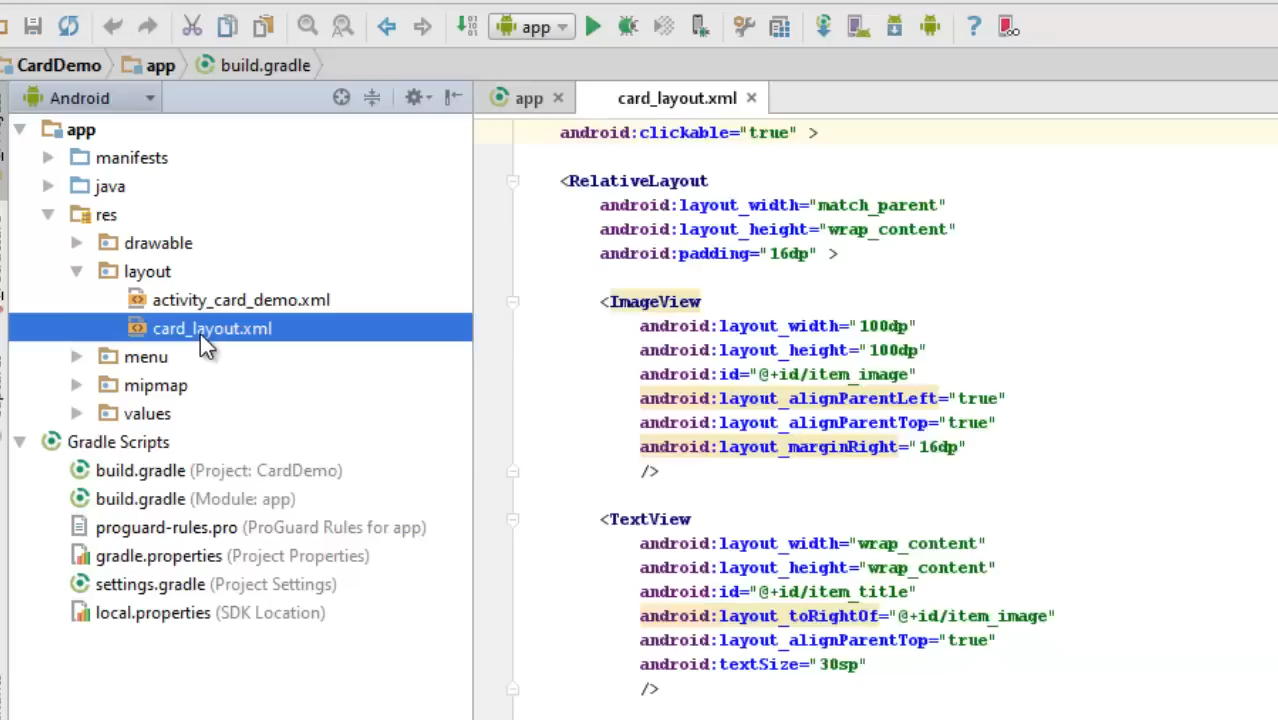 app
CardDemo app build.gradle
Android
app
manifests
java
res
drawable
layout
activity_card_demo.xml
card_layout.xml
menu
mipmap
values
Gradle Scripts
build.gradle (Project: CardDemo)
build.gradle (Module: app)
proguard-rules.pro (ProGuard Rules for app)
gradle.properties (Project Properties)
settings.gradle (Project Settings)
local.properties (SDK Location)
app card_layout.xml
android:clickable="true" >
<RelativeLayout
android:layout_width="match_parent"
android:layout_height="wrap_content"
android:padding="16dp" >
<ImageView
android:layout_width="100dp"
android:layout_height="100dp"
android:id="@+id/item_image"
android:layout_alignParentLeft="true"
android:layout_alignParentTop="true"
android:layout_marginRight="16dp"
/>
<TextView
android:layout_width="wrap_content"
android:layout_height="wrap_content"
android:id="@+id/item_title"
android:layout_toRightOf="@+id/item_image"
android:layout_alignParentTop="true"
android:textSize="30sp"
/>